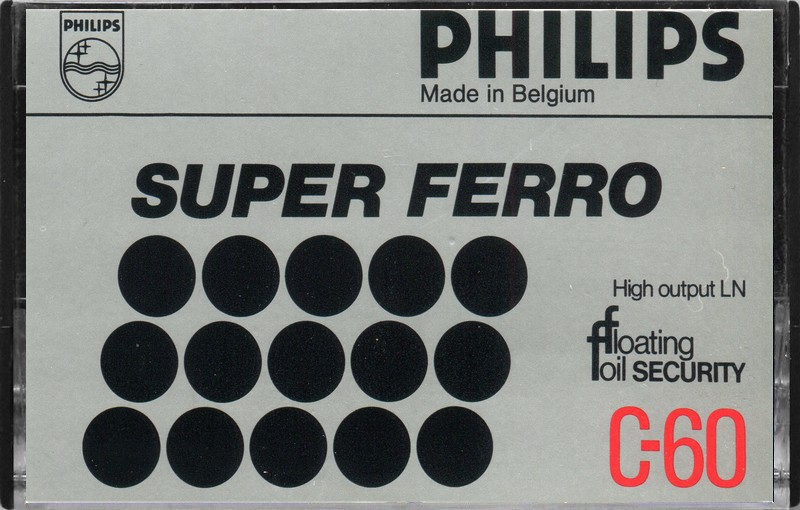 PHILIPS
PHILIPS
Made in Belgium
SUPER FERRO
High output LN
floating
foil SECURITY
C-60